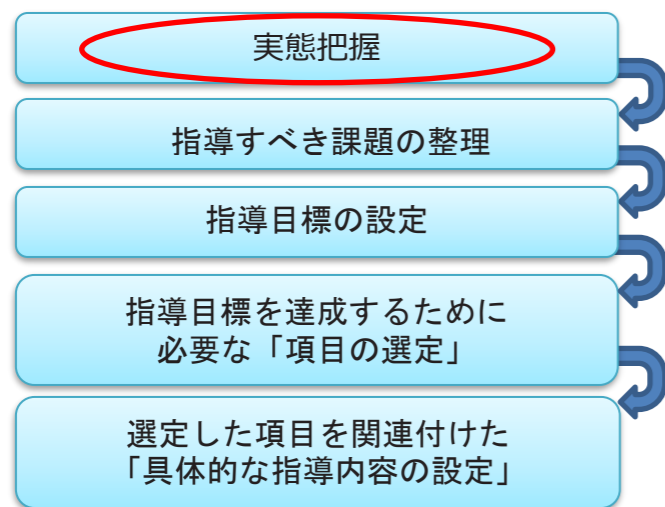 実態把握
指導すべき課題の整理
指導目標の設定
指導目標を達成するために
必要な「項目の選定」
選定した項目を関連付けた
「具体的な指導内容の設定」